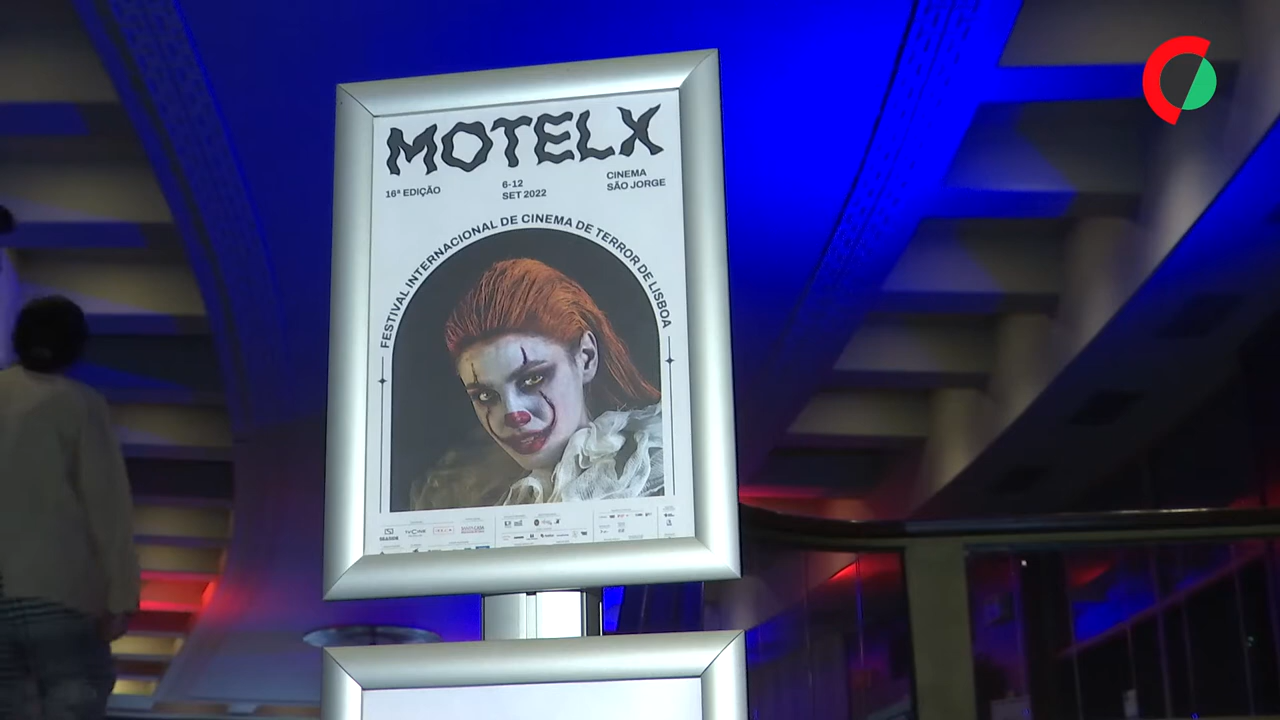 MOTELX
16ª EDIÇÃO
6-12
SET 2022
CINEMA
SÃO JORGE
FESTIVAL INTERNACIONAL DE CINEMA DE TERROR DE LISBOA